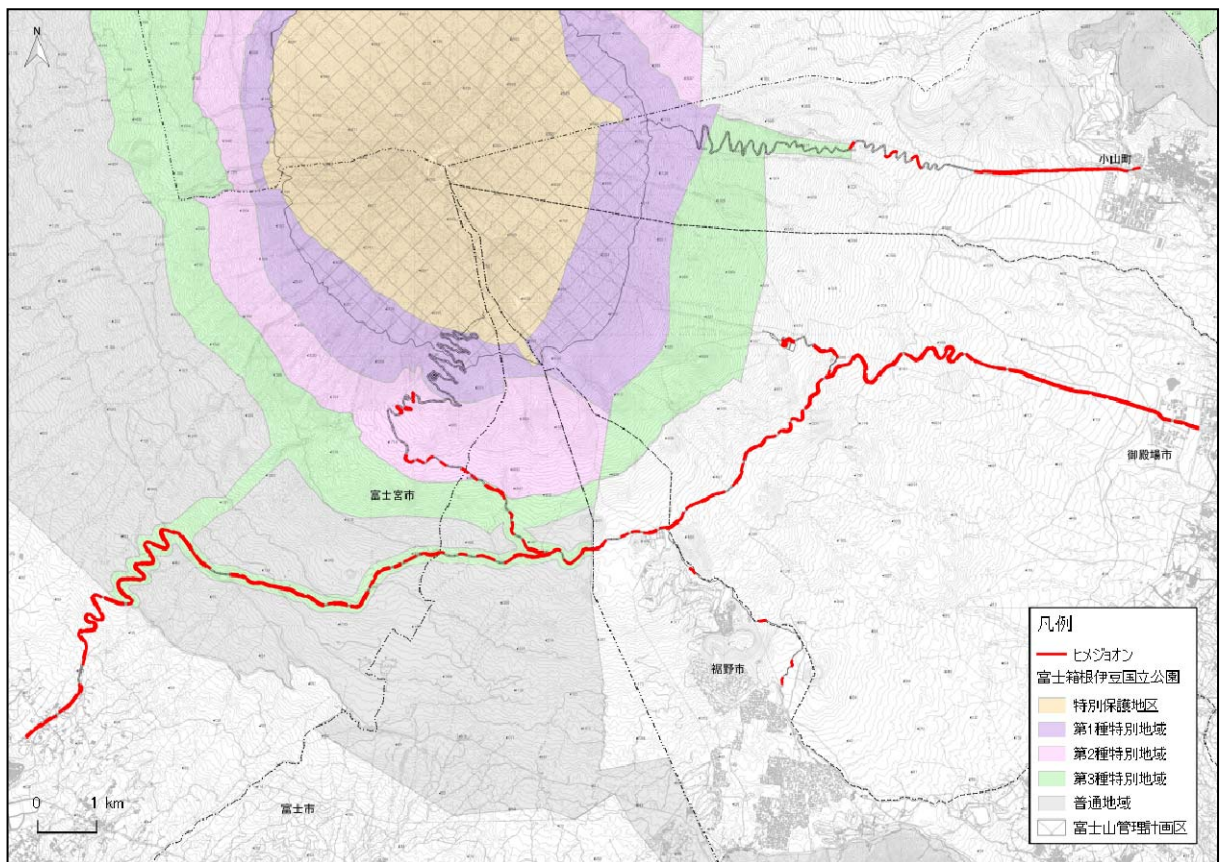 N
小山町
御殿場市
富士宮市
裾野市
富士市
0 1 km
凡例
ヒメジョオン
富士箱根伊豆国立公園
特別保護地区
第1種特別地域
第2種特別地域
第3種特別地域
普通地域
富士山管理計画区